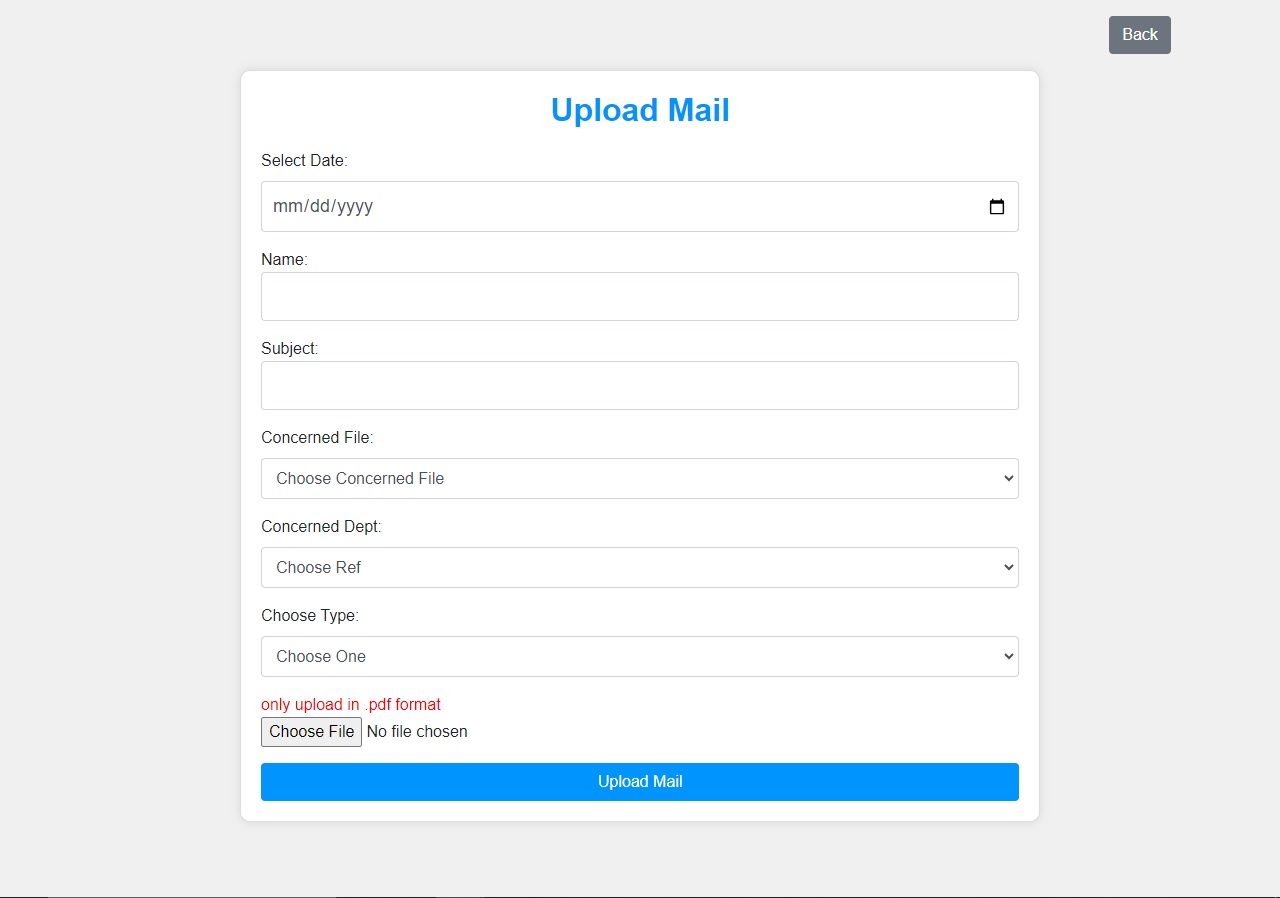 Back
Upload Mail
Select Date:
mm/dd/yyyy
Name:
Subject:
Concerned File:
Choose Concerned File
Concerned Dept:
Choose Ref
Choose Type:
Choose One
only upload in .pdf format
Choose File No file chosen
Upload Mail